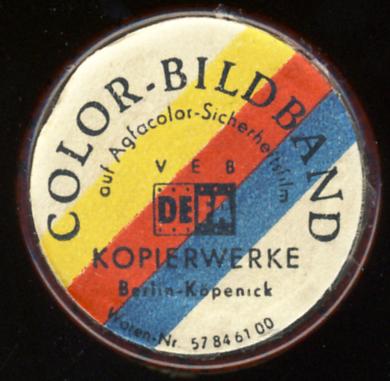 COLOR-BILDBAND
auf Agfacolor-Sicherheitsfilm
VEB
DEFA
KOPIERWERKE
Berlin-Köpenick
Waren-Nr. 57 84 61 00